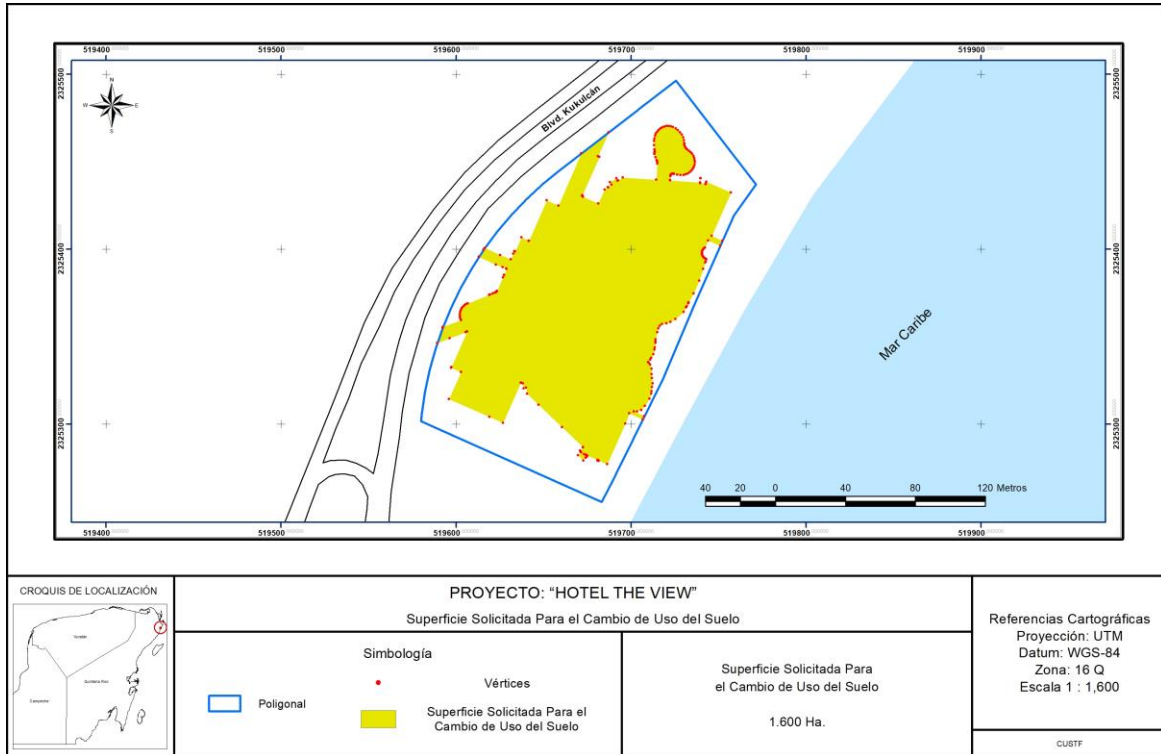 519400 519500 519600 519700 519800 519900
2325500
2325400
2325300
2325500
2325400
2325300
N
W E
S
Blvd. Kukulcán
Mar Caribe
40 20 0 40 80 120 Metros
519400 519500 519600 519700 519800 519900
CROQUIS DE LOCALIZACIÓN
Yucatán
Quintana Roo
Campeche
PROYECTO: “HOTEL THE VIEW”
Superficie Solicitada Para el Cambio de Uso del Suelo
Simbología
Poligonal
Vértices
Superficie Solicitada Para el
Cambio de Uso del Suelo
Superficie Solicitada Para
el Cambio de Uso del Suelo
1.600 Ha.
Referencias Cartográficas
Proyección: UTM
Datum: WGS-84
Zona: 16 Q
Escala 1 : 1,600
CUSTF